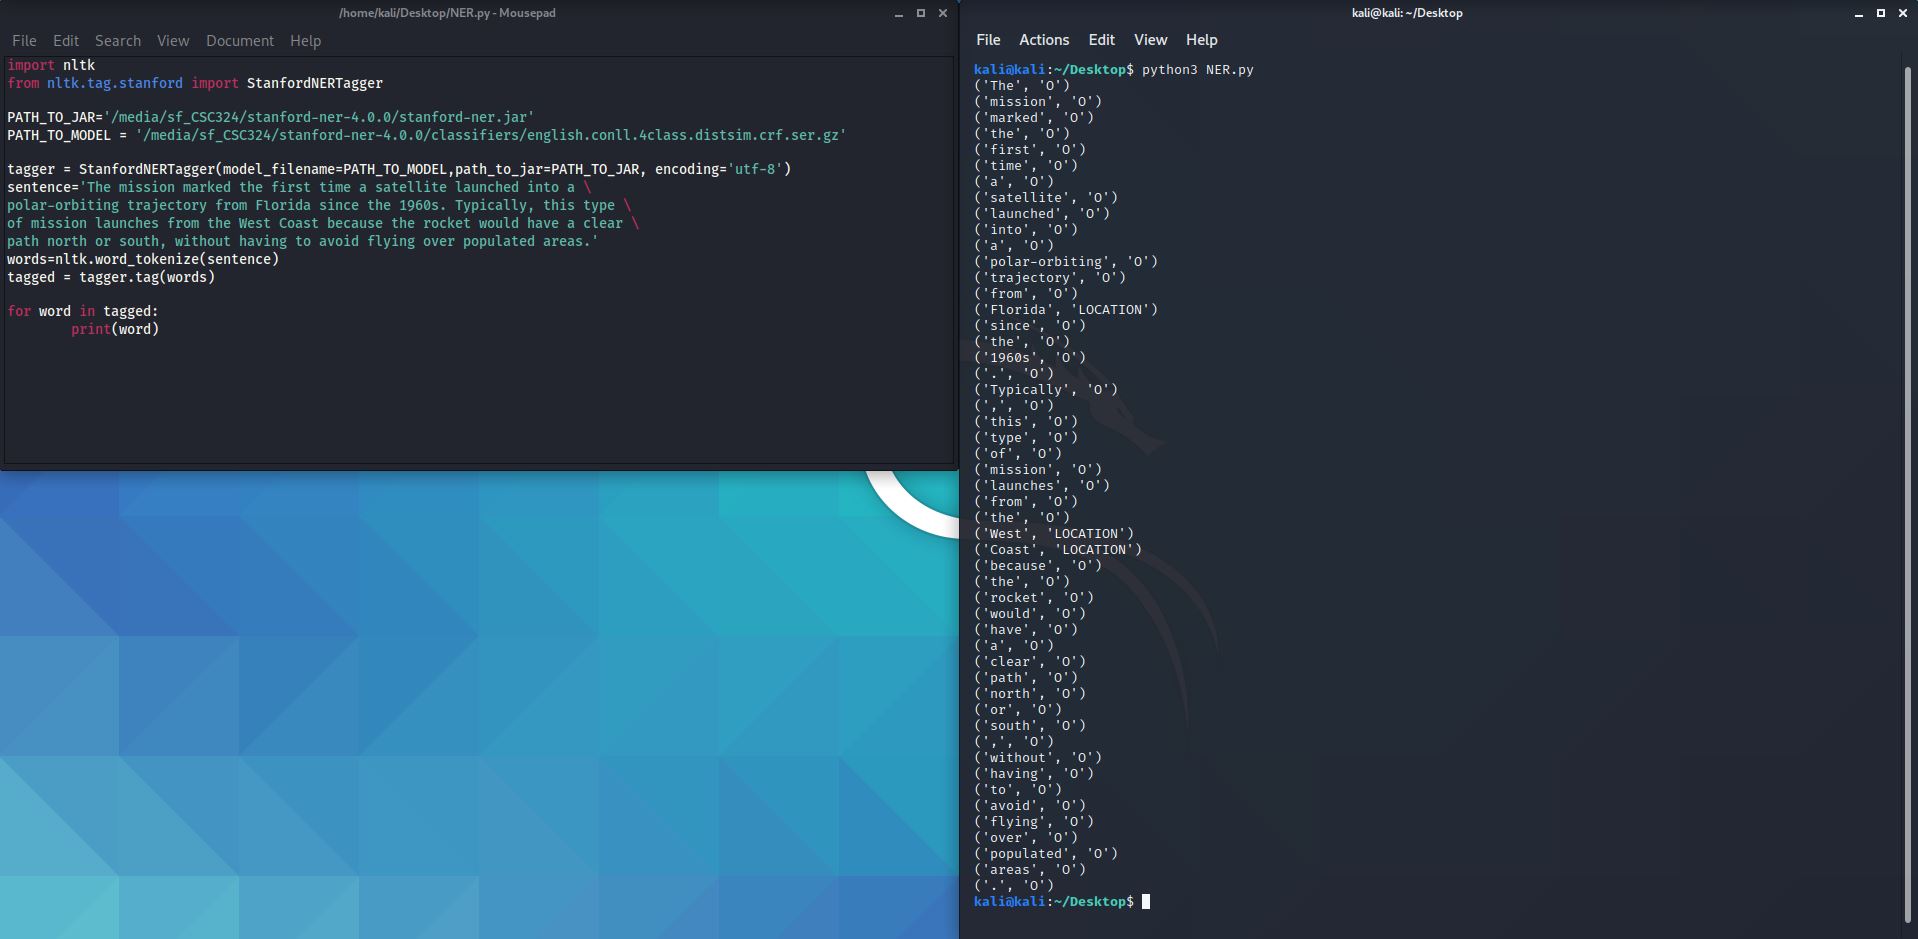 /home/kali/Desktop/NER.py - Mousepad
File Edit Search View Document Help
import nltk
from nltk.tag.stanford import StanfordNERTagger
PATH_TO_JAR='/media/sf_CSC324/stanford-ner-4.0.0/stanford-ner.jar'
PATH_TO_MODEL = '/media/sf_CSC324/stanford-ner-4.0.0/classifiers/english.conll.4class.distsim.crf.ser.gz'
tagger = StanfordNERTagger(model_filename=PATH_TO_MODEL,path_to_jar=PATH_TO_JAR, encoding='utf-8')
sentence='The mission marked the first time a satellite launched into a \
polar-orbiting trajectory from Florida since the 1960s. Typically, this type \
of mission launches from the West Coast because the rocket would have a clear \
path north or south, without having to avoid flying over populated areas.'
words=nltk.word_tokenize(sentence)
tagged = tagger.tag(words)
for word in tagged:
        print(word)
kali@kali: ~/Desktop
File Actions Edit View Help
kali@kali:~/Desktop$ python3 NER.py
('The', 'O')
('mission', 'O')
('marked', 'O')
('the', 'O')
('first', 'O')
('time', 'O')
('a', 'O')
('satellite', 'O')
('launched', 'O')
('into', 'O')
('a', 'O')
('polar-orbiting', 'O')
('trajectory', 'O')
('from', 'O')
('Florida', 'LOCATION')
('since', 'O')
('the', 'O')
('1960s', 'O')
('.', 'O')
('Typically', 'O')
(',', 'O')
('this', 'O')
('type', 'O')
('of', 'O')
('mission', 'O')
('launches', 'O')
('from', 'O')
('the', 'O')
('West', 'LOCATION')
('Coast', 'LOCATION')
('because', 'O')
('the', 'O')
('rocket', 'O')
('would', 'O')
('have', 'O')
('a', 'O')
('clear', 'O')
('path', 'O')
('north', 'O')
('or', 'O')
('south', 'O')
(',', 'O')
('without', 'O')
('having', 'O')
('to', 'O')
('avoid', 'O')
('flying', 'O')
('over', 'O')
('populated', 'O')
('areas', 'O')
('.', 'O')
kali@kali:~/Desktop$